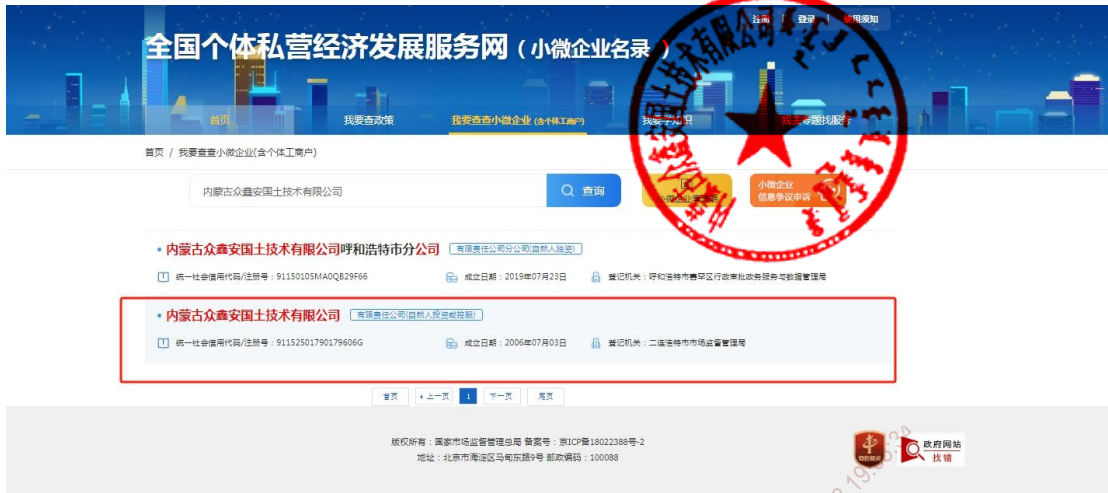 注册 | 登录 | 使用须知
全国个体私营经济发展服务网（小微企业名录）
首页 我要查政策 我要查查小微企业(含个体工商户) 我要学知识 我去专题找服务
首页 / 我要查查小微企业(含个体工商户)
内蒙古众鑫安国土技术有限公司 查询
小微企业
信息争议申诉
• 内蒙古众鑫安国土技术有限公司呼和浩特市分公司 有限责任公司分公司(自然人独资)
统一社会信用代码/注册号：91150105MA0QB29F66 成立日期：2019年07月23日 登记机关：呼和浩特市赛罕区行政审批政务服务与数据管理局
• 内蒙古众鑫安国土技术有限公司 有限责任公司(自然人投资或控股)
统一社会信用代码/注册号：91152501790179606G 成立日期：2006年07月03日 登记机关：二连浩特市市场监督管理局
首页 上一页 1 下一页 尾页
版权所有：国家市场监督管理总局 备案号：京ICP备18022388号-2
地址：北京市海淀区马甸东路9号 邮政编码：100088
政府网站
找错